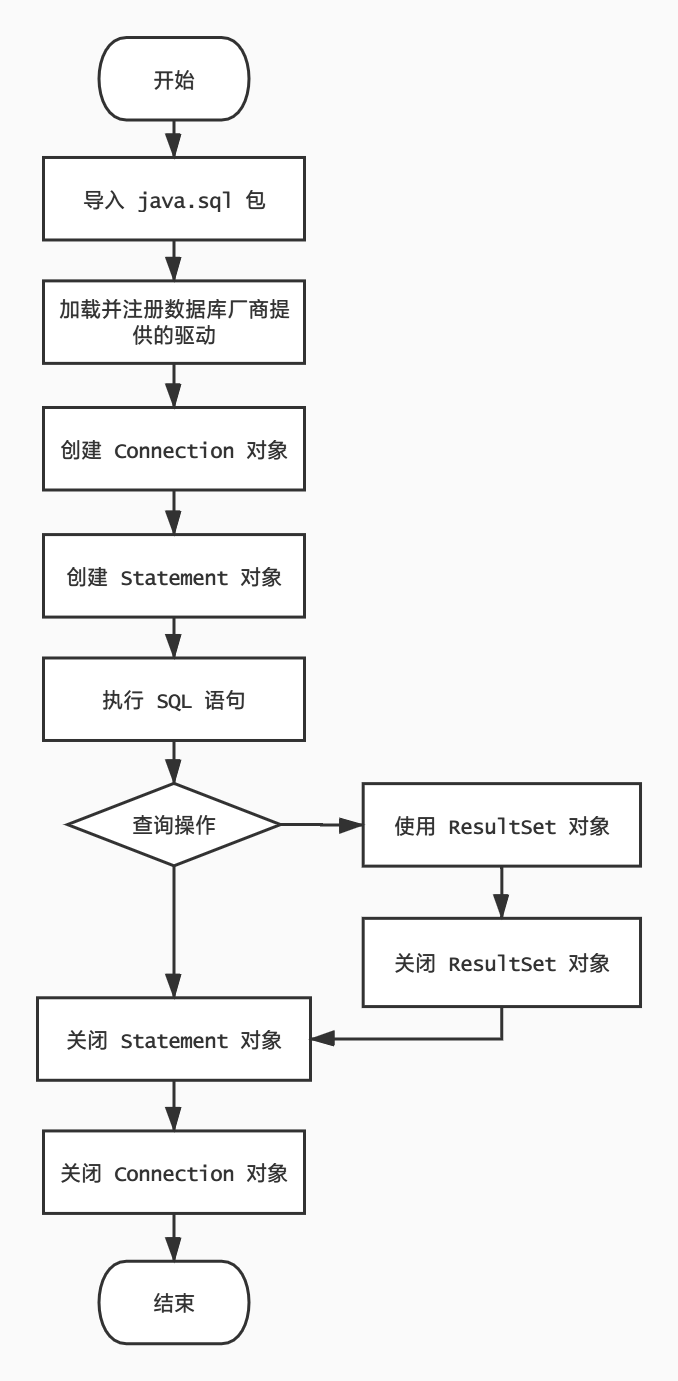 开始
导入 java.sql 包
加载并注册数据库厂商提
供的驱动
创建 Connection 对象
创建 Statement 对象
执行 SQL 语句
查询操作
使用 ResultSet 对象
关闭 ResultSet 对象
关闭 Statement 对象
关闭 Connection 对象
结束